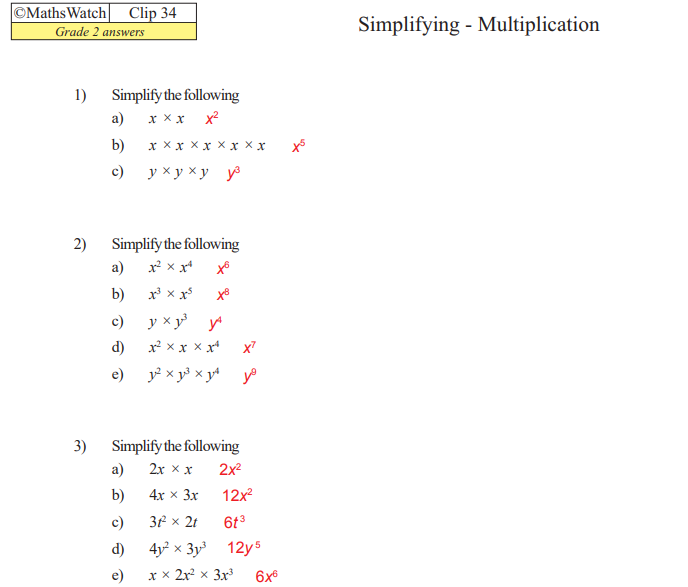 ©MathsWatch Clip 34
Grade 2 answers
Simplifying - Multiplication
1) Simplify the following
a) x × x x²
b) x × x × x × x × x x⁵
c) y × y × y y³
2) Simplify the following
a) x² × x⁴ x⁶
b) x³ × x⁵ x⁸
c) y × y³ y⁴
d) x² × x × x⁴ x⁷
e) y² × y³ × y⁴ y⁹
3) Simplify the following
a) 2x × x 2x²
b) 4x × 3x 12x²
c) 3t² × 2t 6t³
d) 4y² × 3y³ 12y⁵
e) x × 2x² × 3x³ 6x⁶